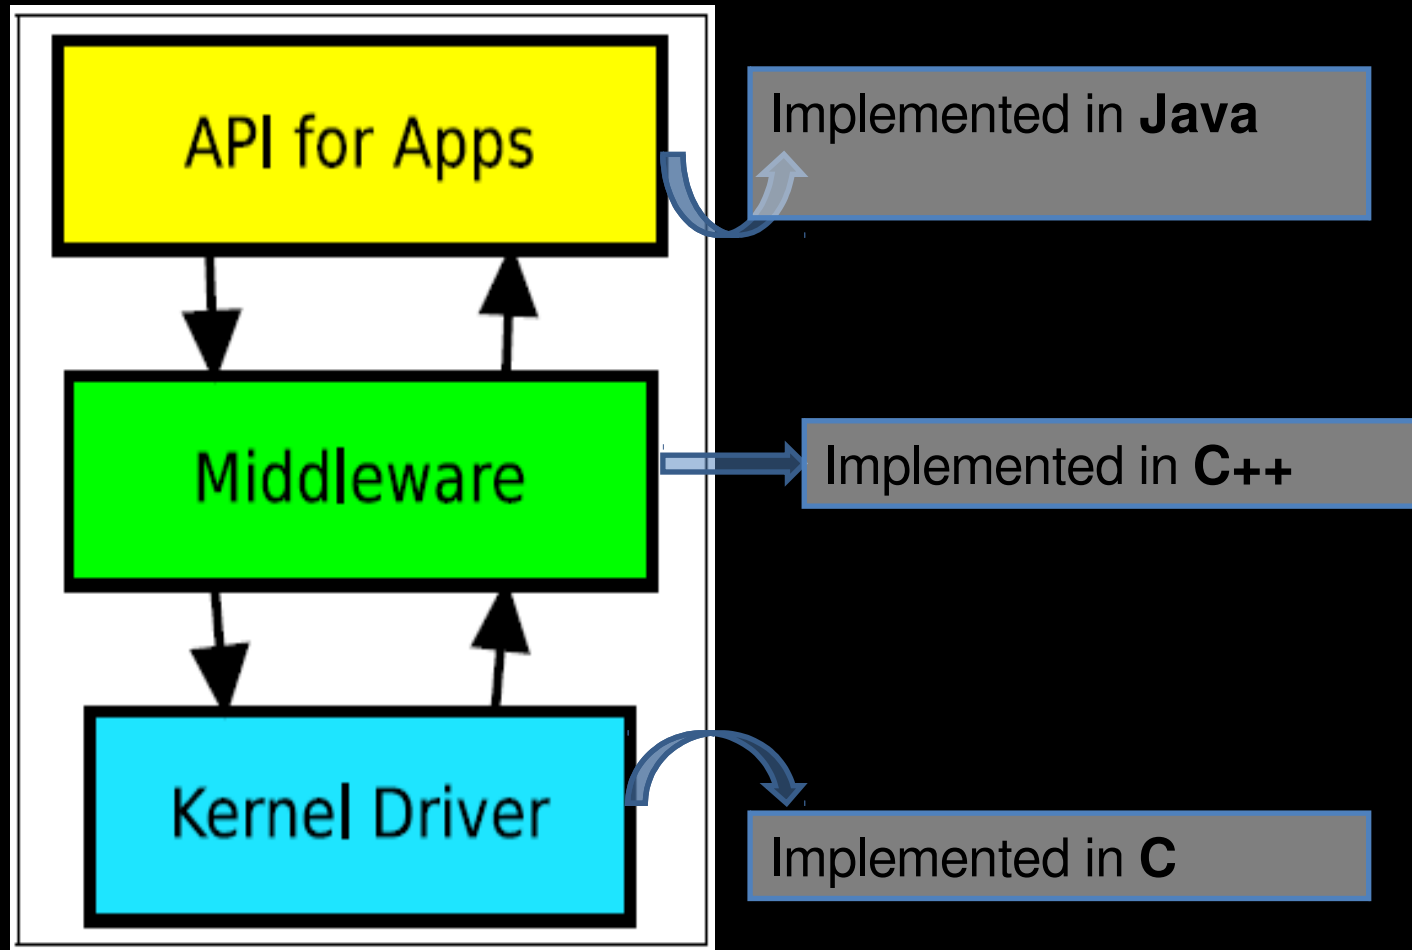 API for Apps
Implemented in Java
Middleware
Implemented in C++
Kernel Driver
Implemented in C